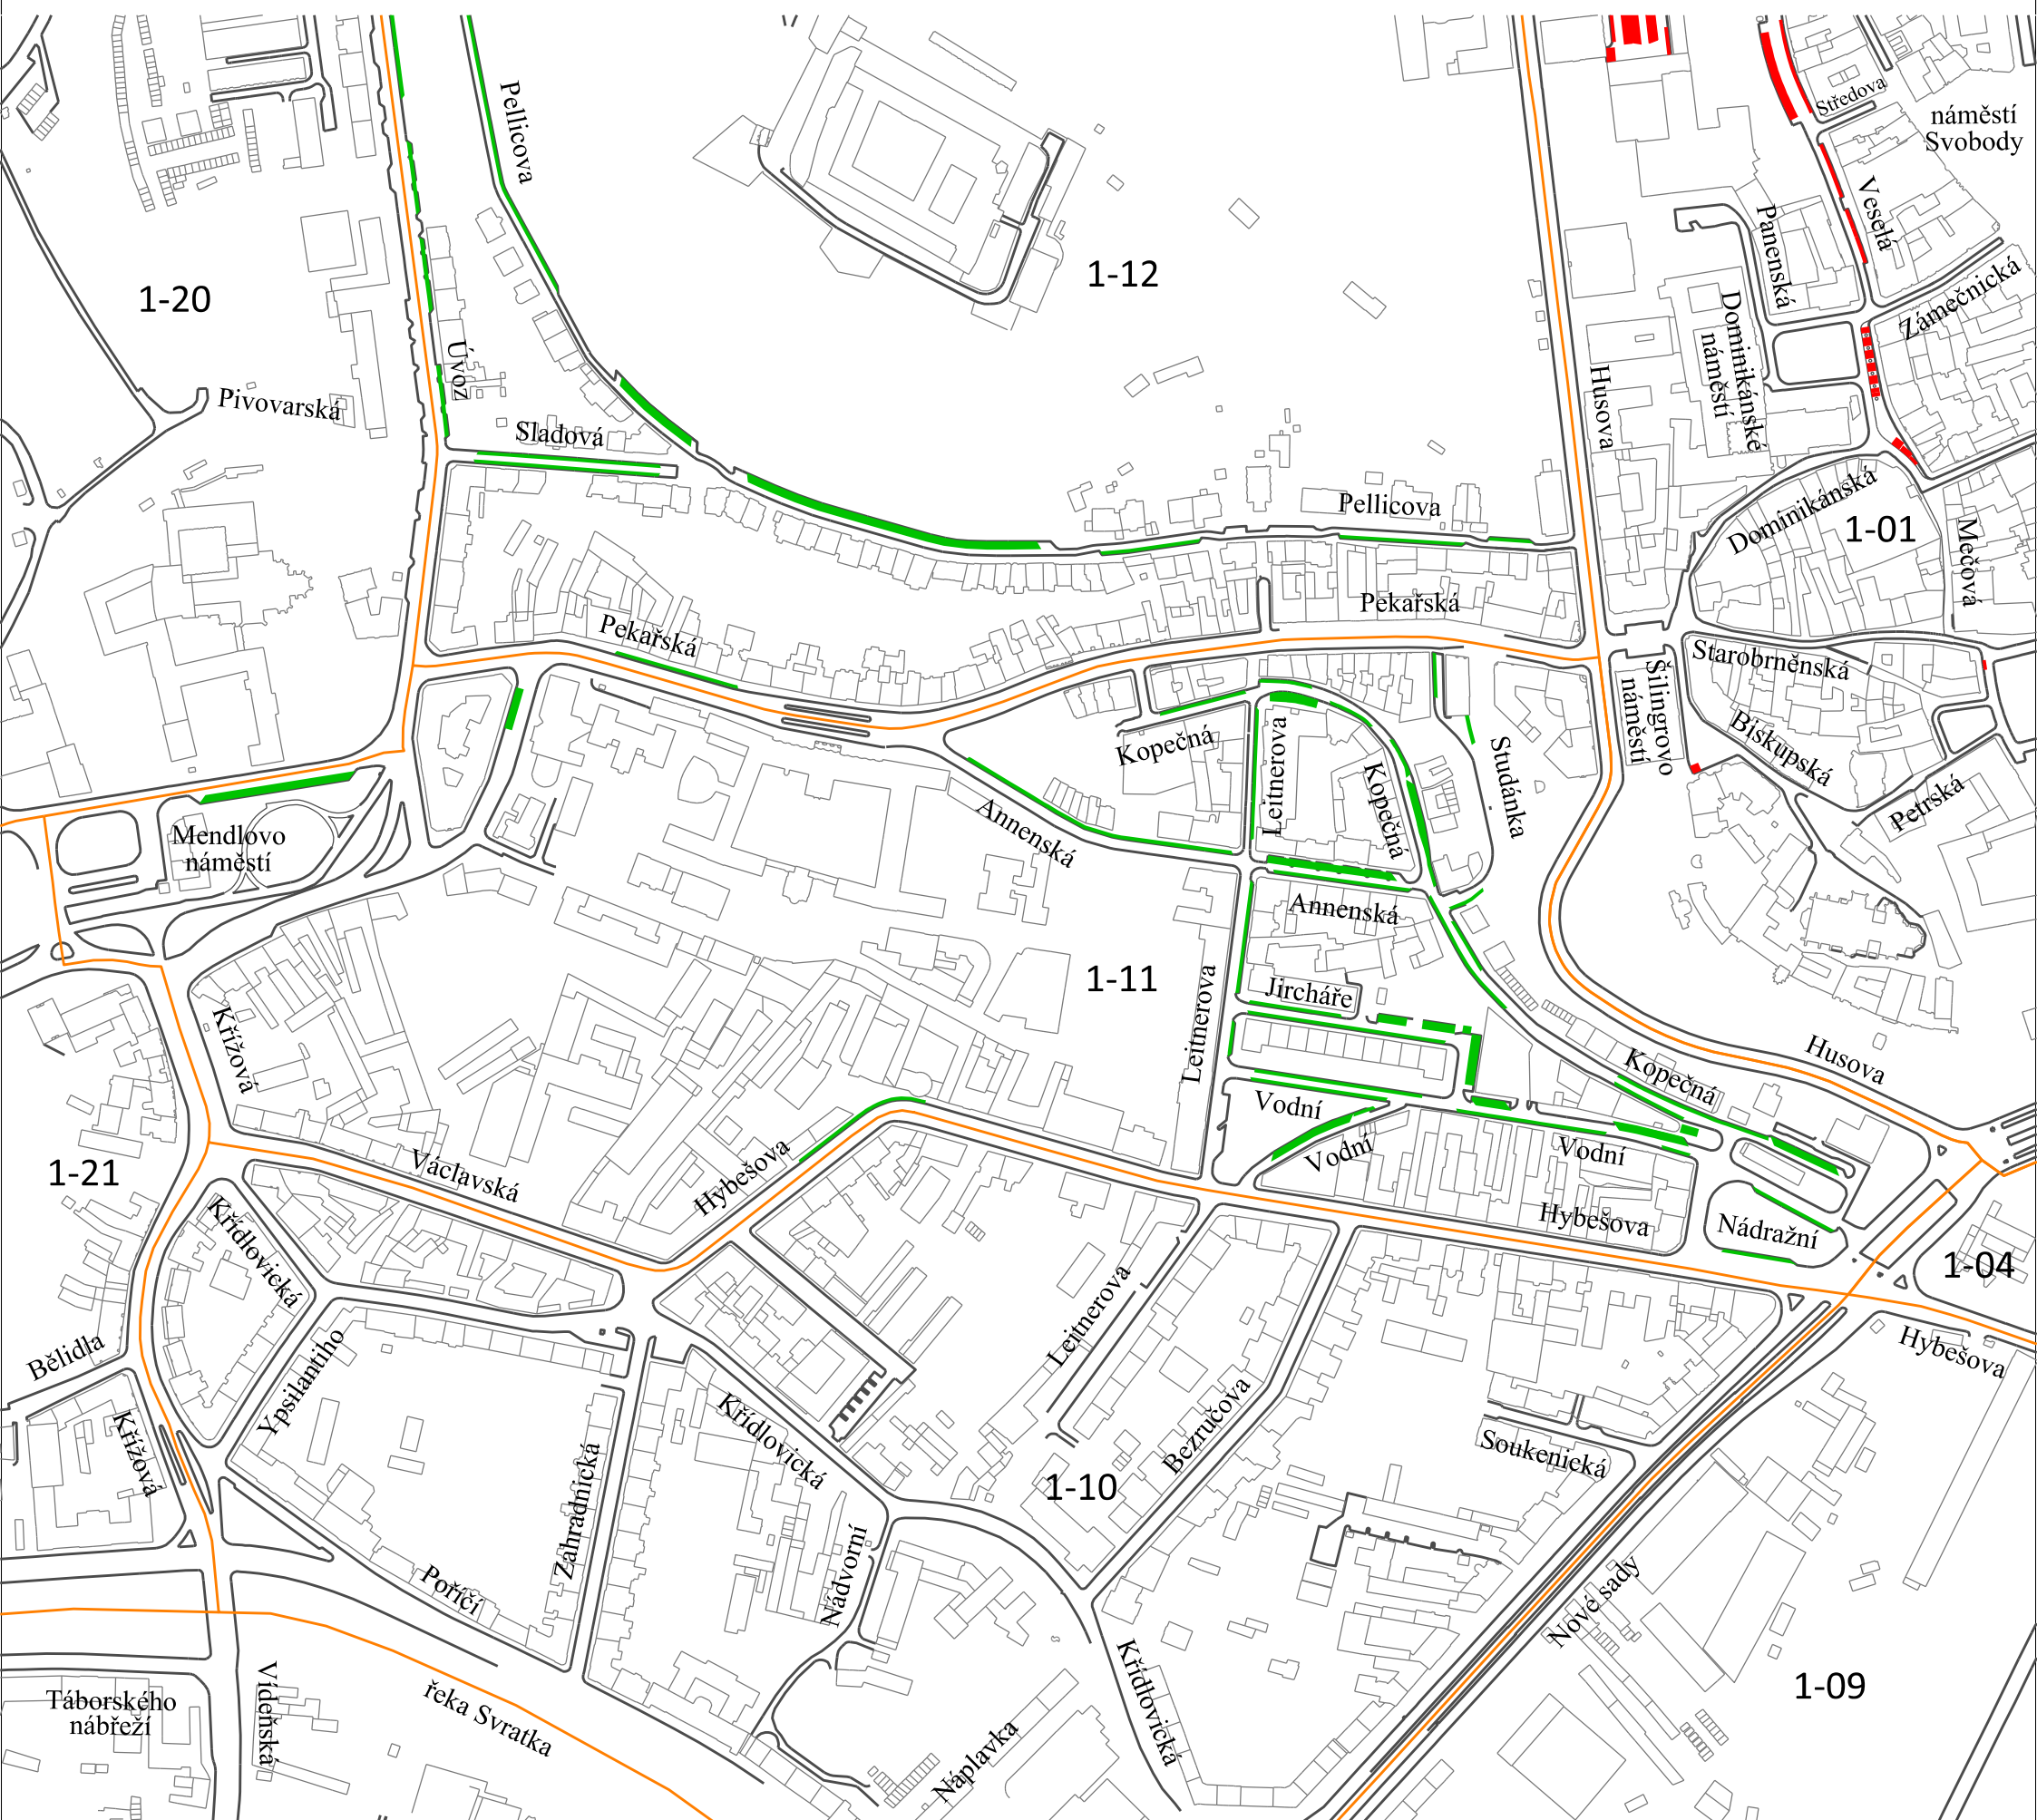 Pellicova
Středova
náměstí
Svobody
Veselá
Panenská
1-12
1-20
Zámečnická
Dominikánské
náměstí
Úvoz
Husova
Pivovarská
Sladová
Pellicova
Dominikánská
1-01
Mečová
Pekařská
Pekařská
Starobrněnská
Šilingrovo
náměstí
Biskupská
Kopečná
Leitnerova
Kopečná
Studánka
Petrská
Annenská
Mendlovo
náměstí
Annenská
1-11
Leitnerova
Jircháře
Křížová
Husova
Kopečná
Vodní
Vodní
Vodní
1-21
Václavská
Hybešova
Křídlovická
Hybešova
Nádražní
1-04
Leitnerova
Bělidla
Ypsilantiho
Hybešova
Křížová
Křídlovická
Bezručova
Soukenická
Zahradnická
1-10
Nádvorní
Poříčí
Nové sady
Křídlovická
1-09
Táborského
nábřeží
Vídeňská
řeka Svratka
Náplavka